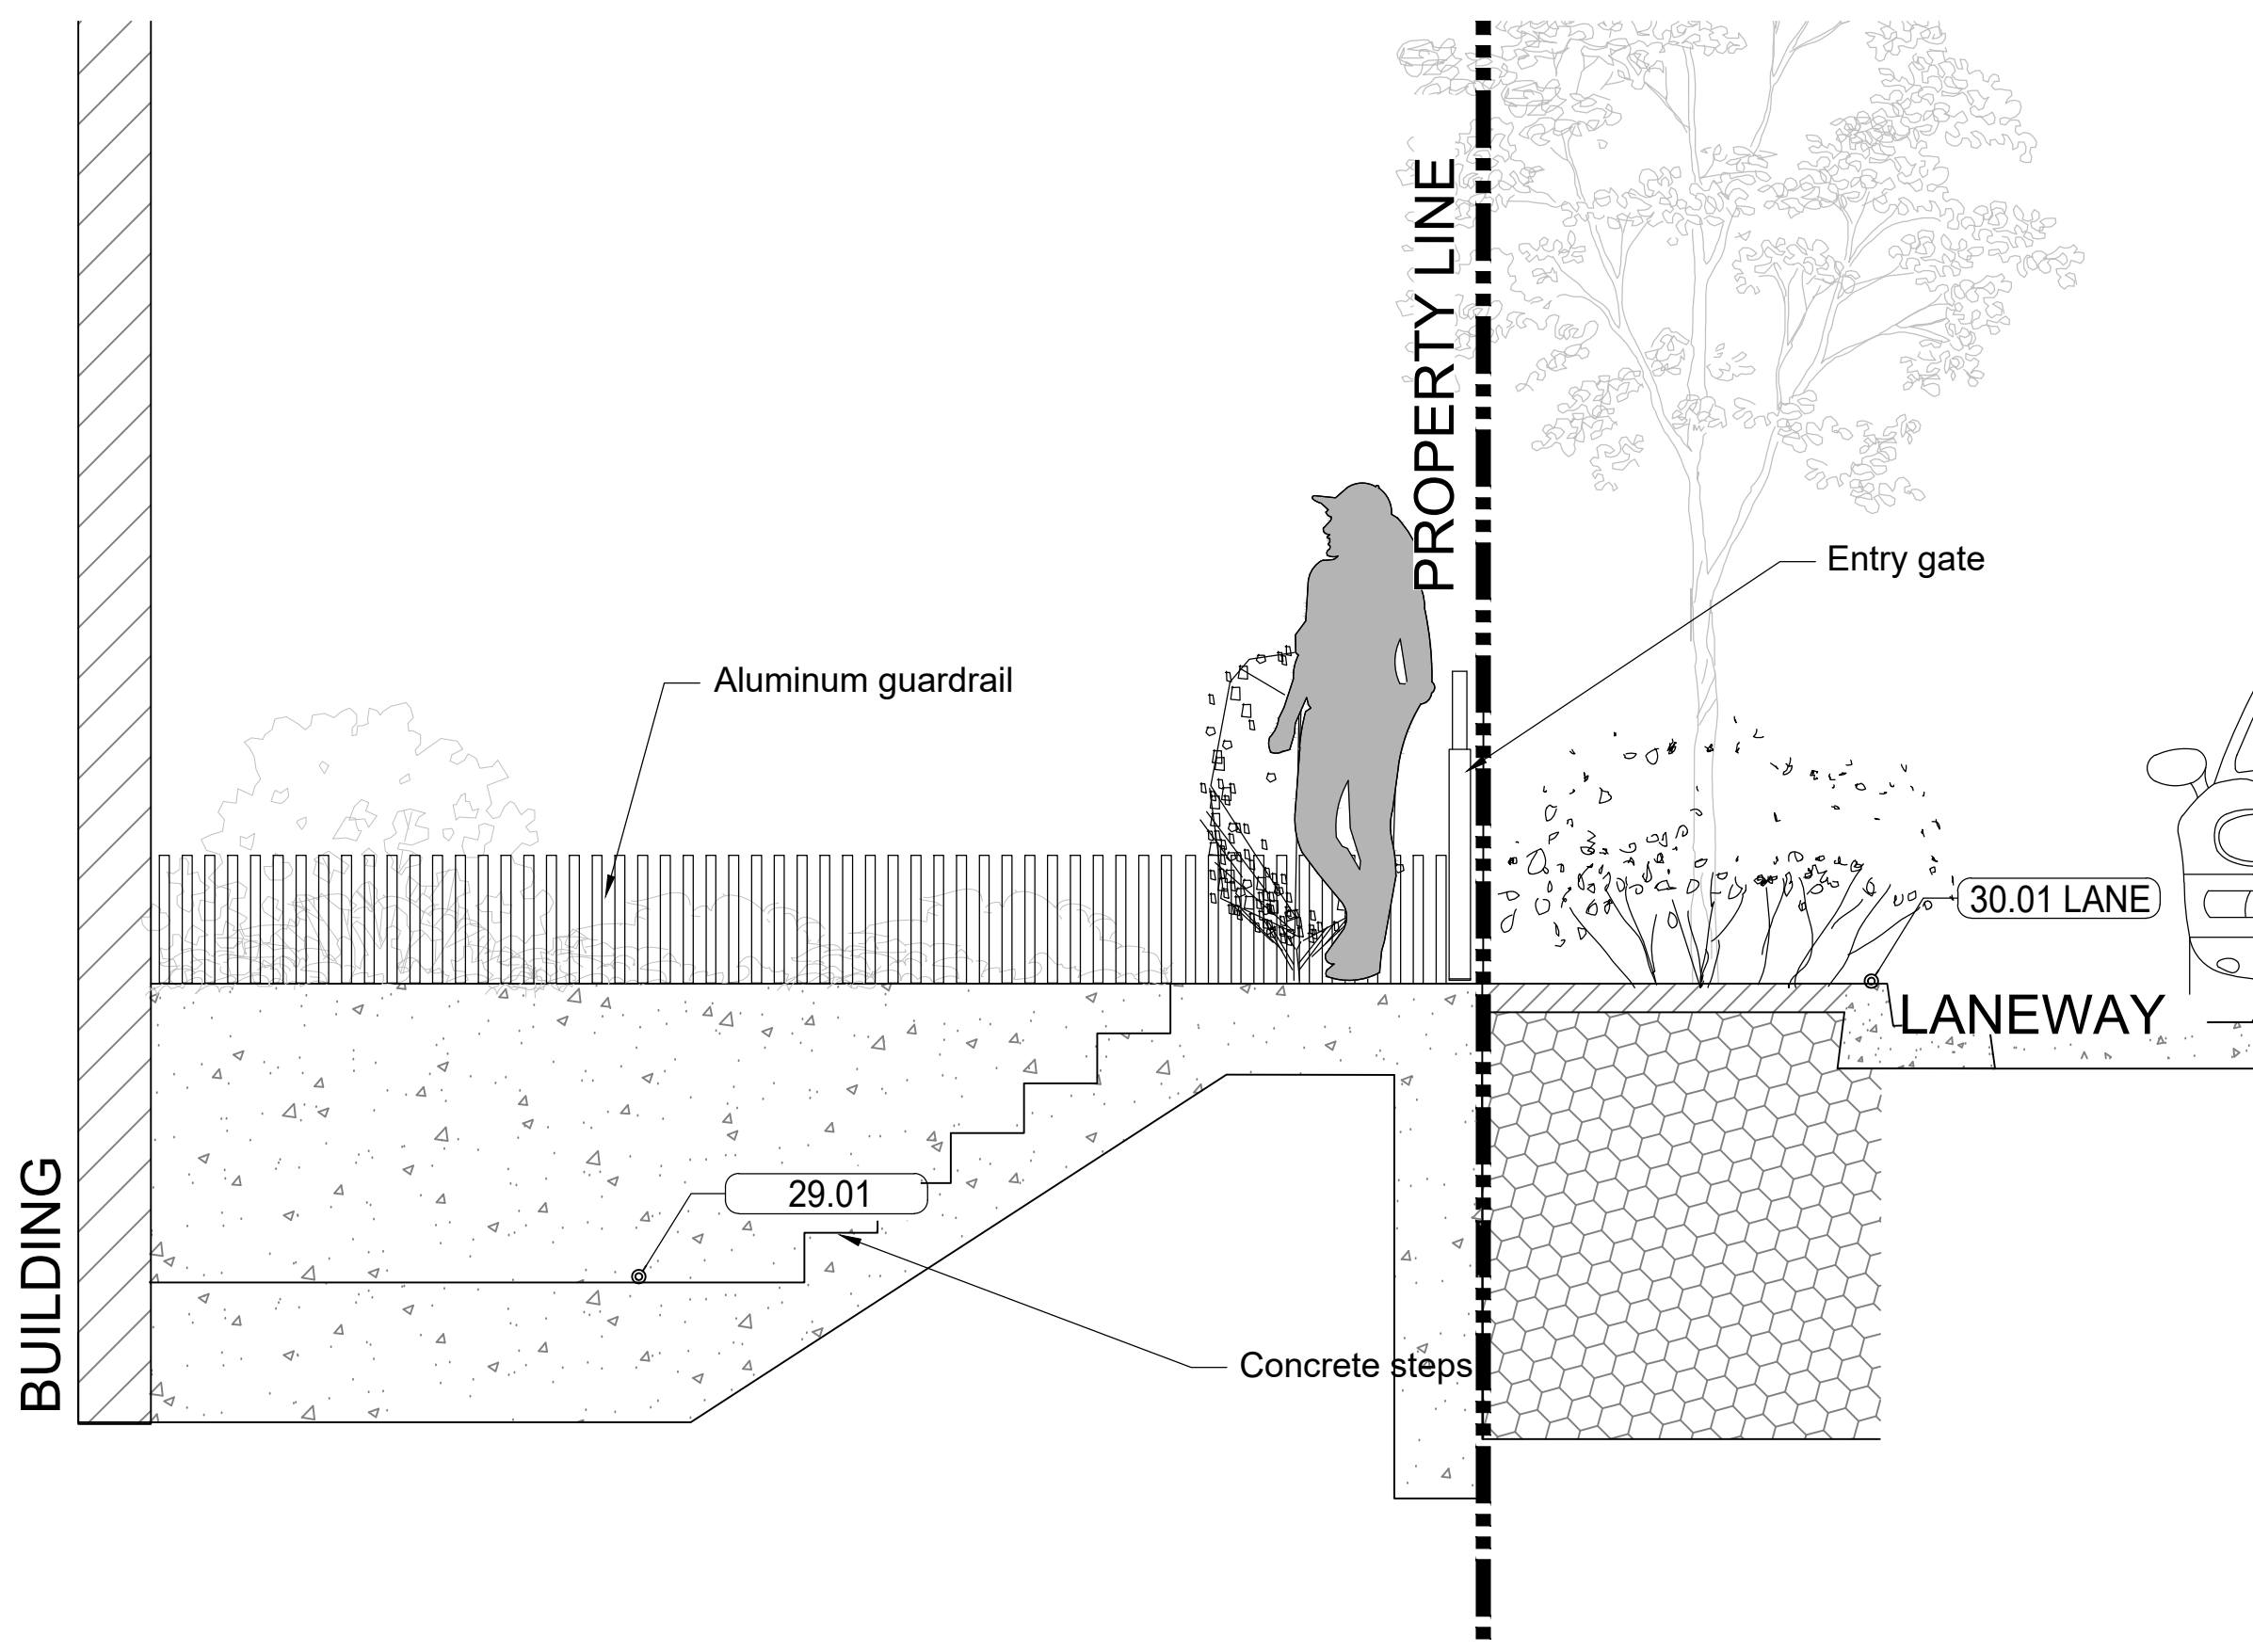 PROPERTY LINE
Entry gate
Aluminum guardrail
30.01 LANE
LANEWAY
29.01
BUILDING
Concrete steps